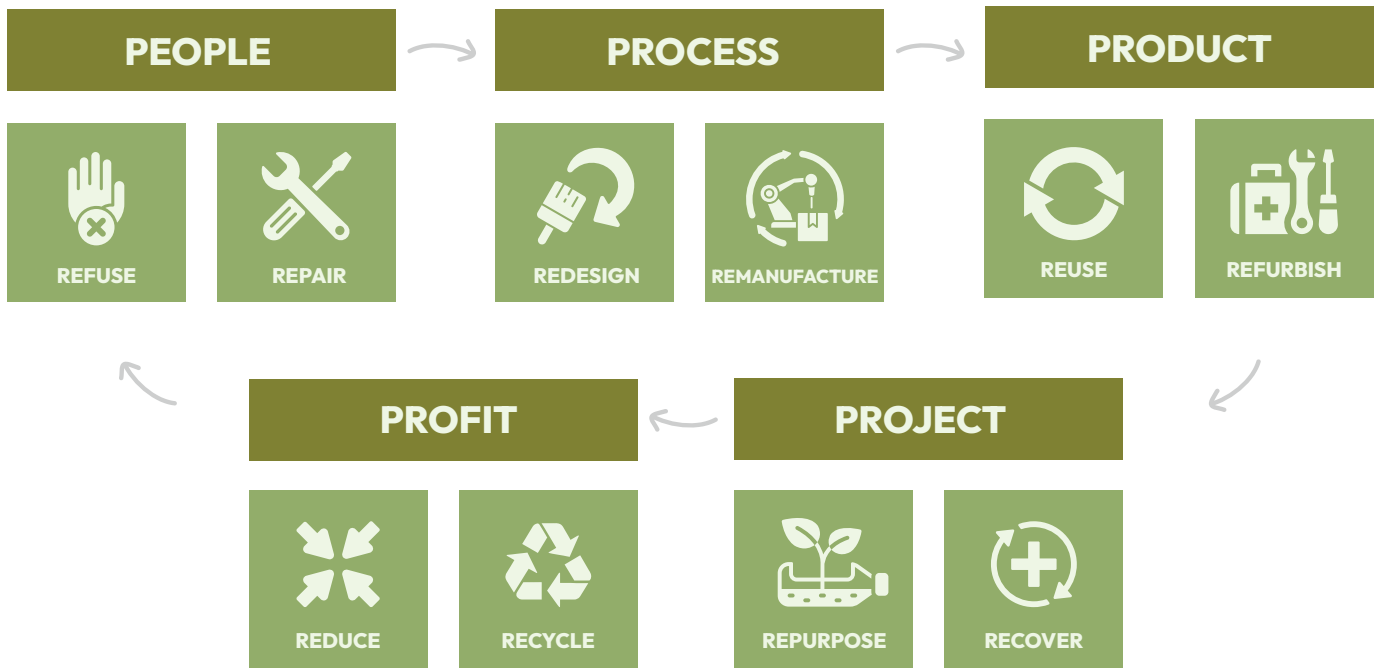 PEOPLE
PROCESS
PRODUCT
REFUSE
REPAIR
REDESIGN
REMANUFACTURE
REUSE
REFURBISH
PROFIT
PROJECT
REDUCE
RECYCLE
REPURPOSE
RECOVER